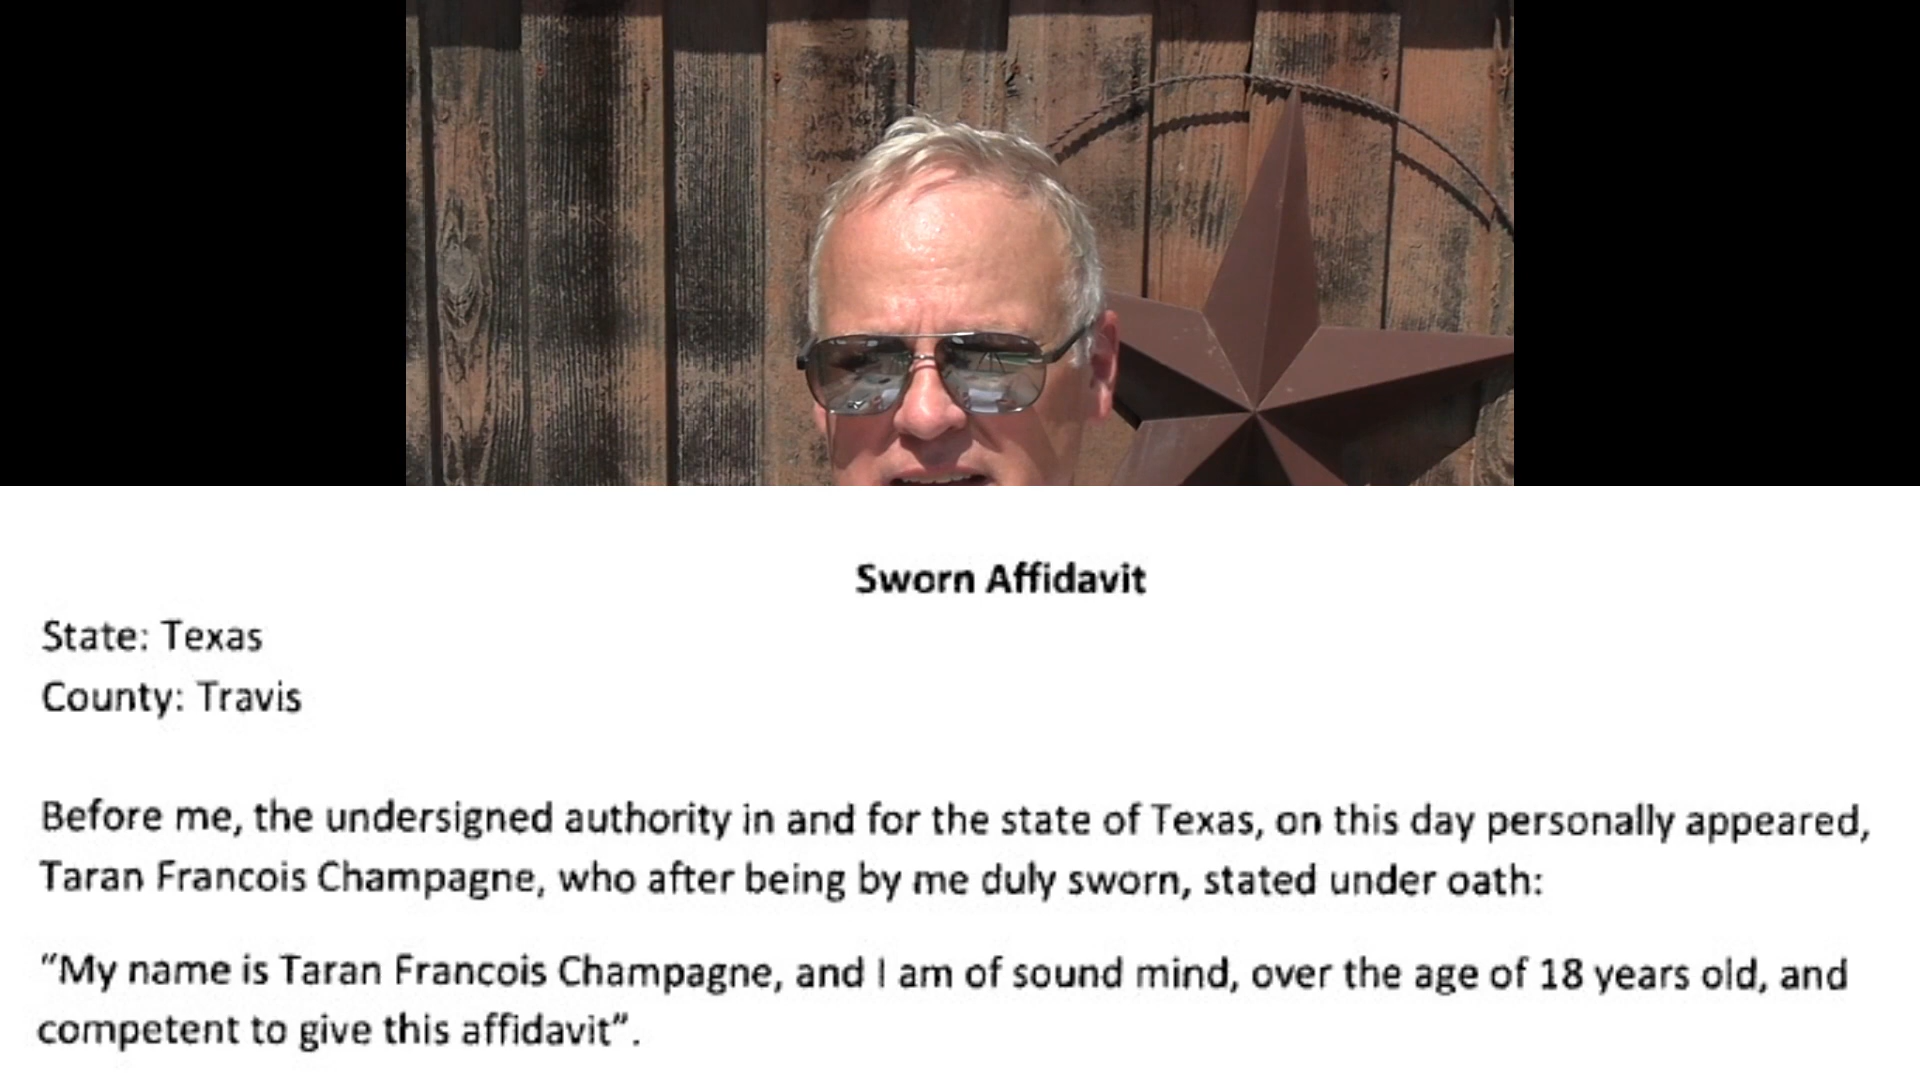 Sworn Affidavit
State: Texas
County: Travis
Before me, the undersigned authority in and for the state of Texas, on this day personally appeared,
Taran Francois Champagne, who after being by me duly sworn, stated under oath:
"My name is Taran Francois Champagne, and I am of sound mind, over the age of 18 years old, and
competent to give this affidavit".